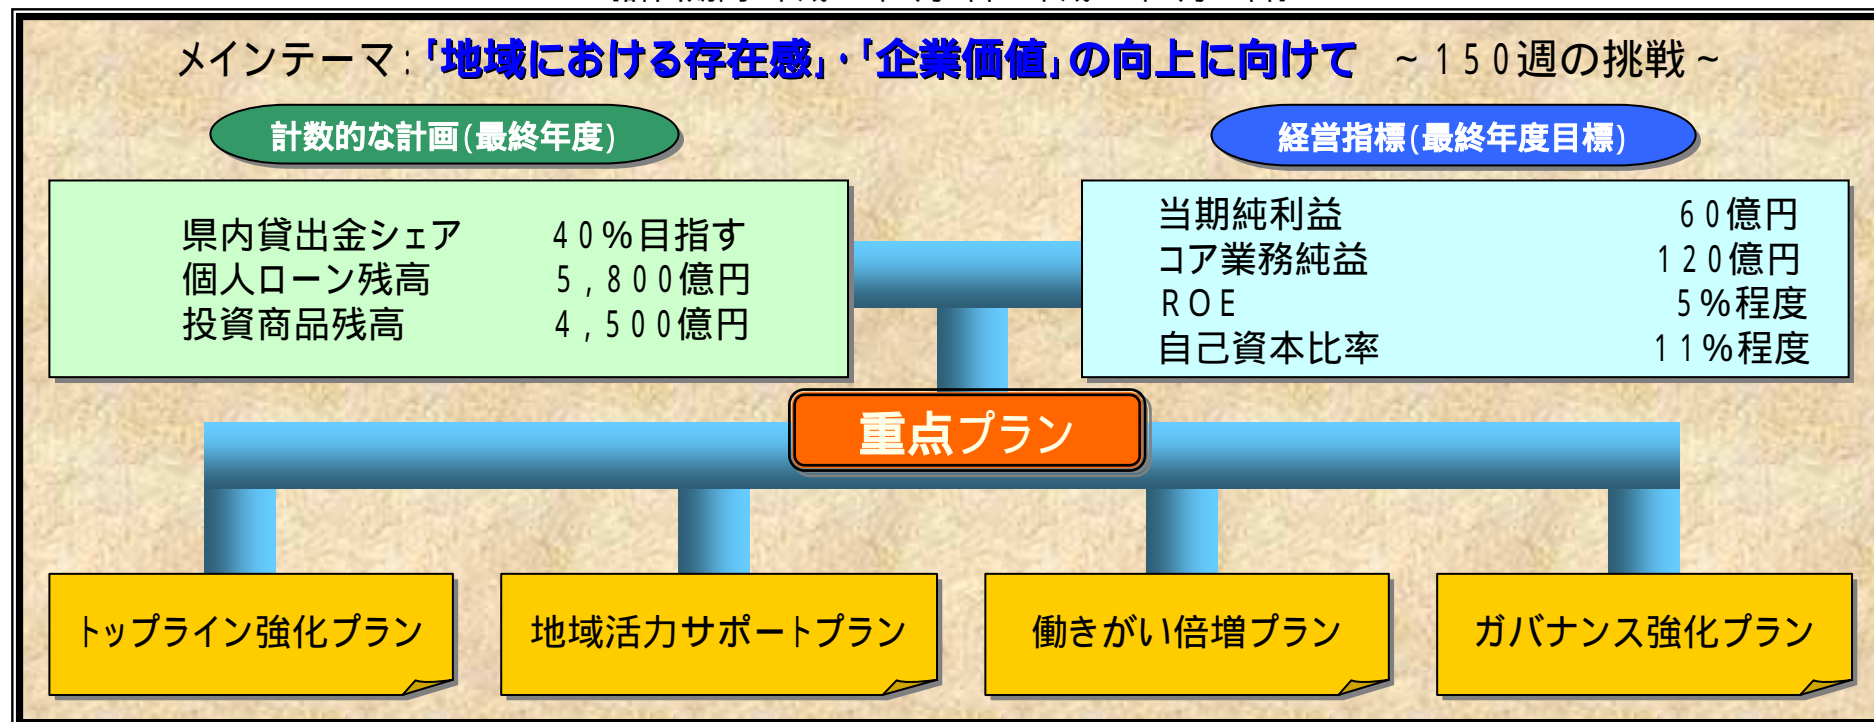 メインテーマ:「地域における存在感」・「企業価値」の向上に向けて ~150週の挑戦~
計数的な計画(最終年度)
県内貸出金シェア 40%目指す
個人ローン残高 5,800億円
投資商品残高 4,500億円
経営指標(最終年度目標)
当期純利益 60億円
コア業務純益 120億円
ROE 5%程度
自己資本比率 11%程度
重点プラン
トップライン強化プラン
地域活力サポートプラン
働きがい倍増プラン
ガバナンス強化プラン